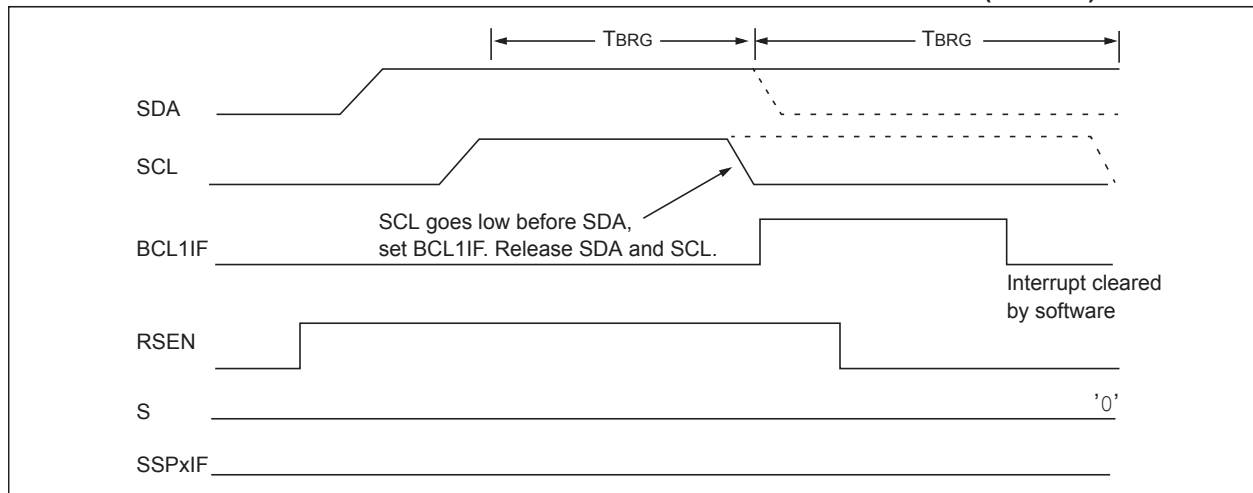 TBRG
TBRG
SDA
SCL
SCL goes low before SDA,
set BCL1IF. Release SDA and SCL.
BCL1IF
Interrupt cleared
by software
RSEN
S
’0’
SSPxIF